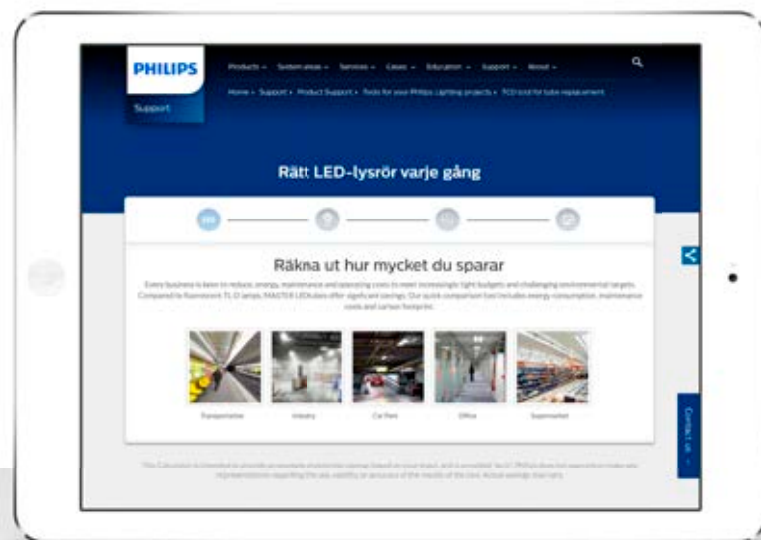 PHILIPS
Products System areas Services Cases Education Support About
Home Support Product Support Tools for your Philips Lighting projects TCO tool for tube replacement
Support
Rätt LED-lysrör varje gång
Räkna ut hur mycket du sparar
Every business is keen to reduce, energy, maintenance and operating costs to meet increasingly tight budgets and challenging environmental targets.
Compared to fluorescent TL-D lamps, MASTER LEDtubes offer significant savings. Our quick comparison tool includes energy consumption, maintenance
costs and carbon footprint.
Transportation Industry Car Park Office Supermarket
Contact us